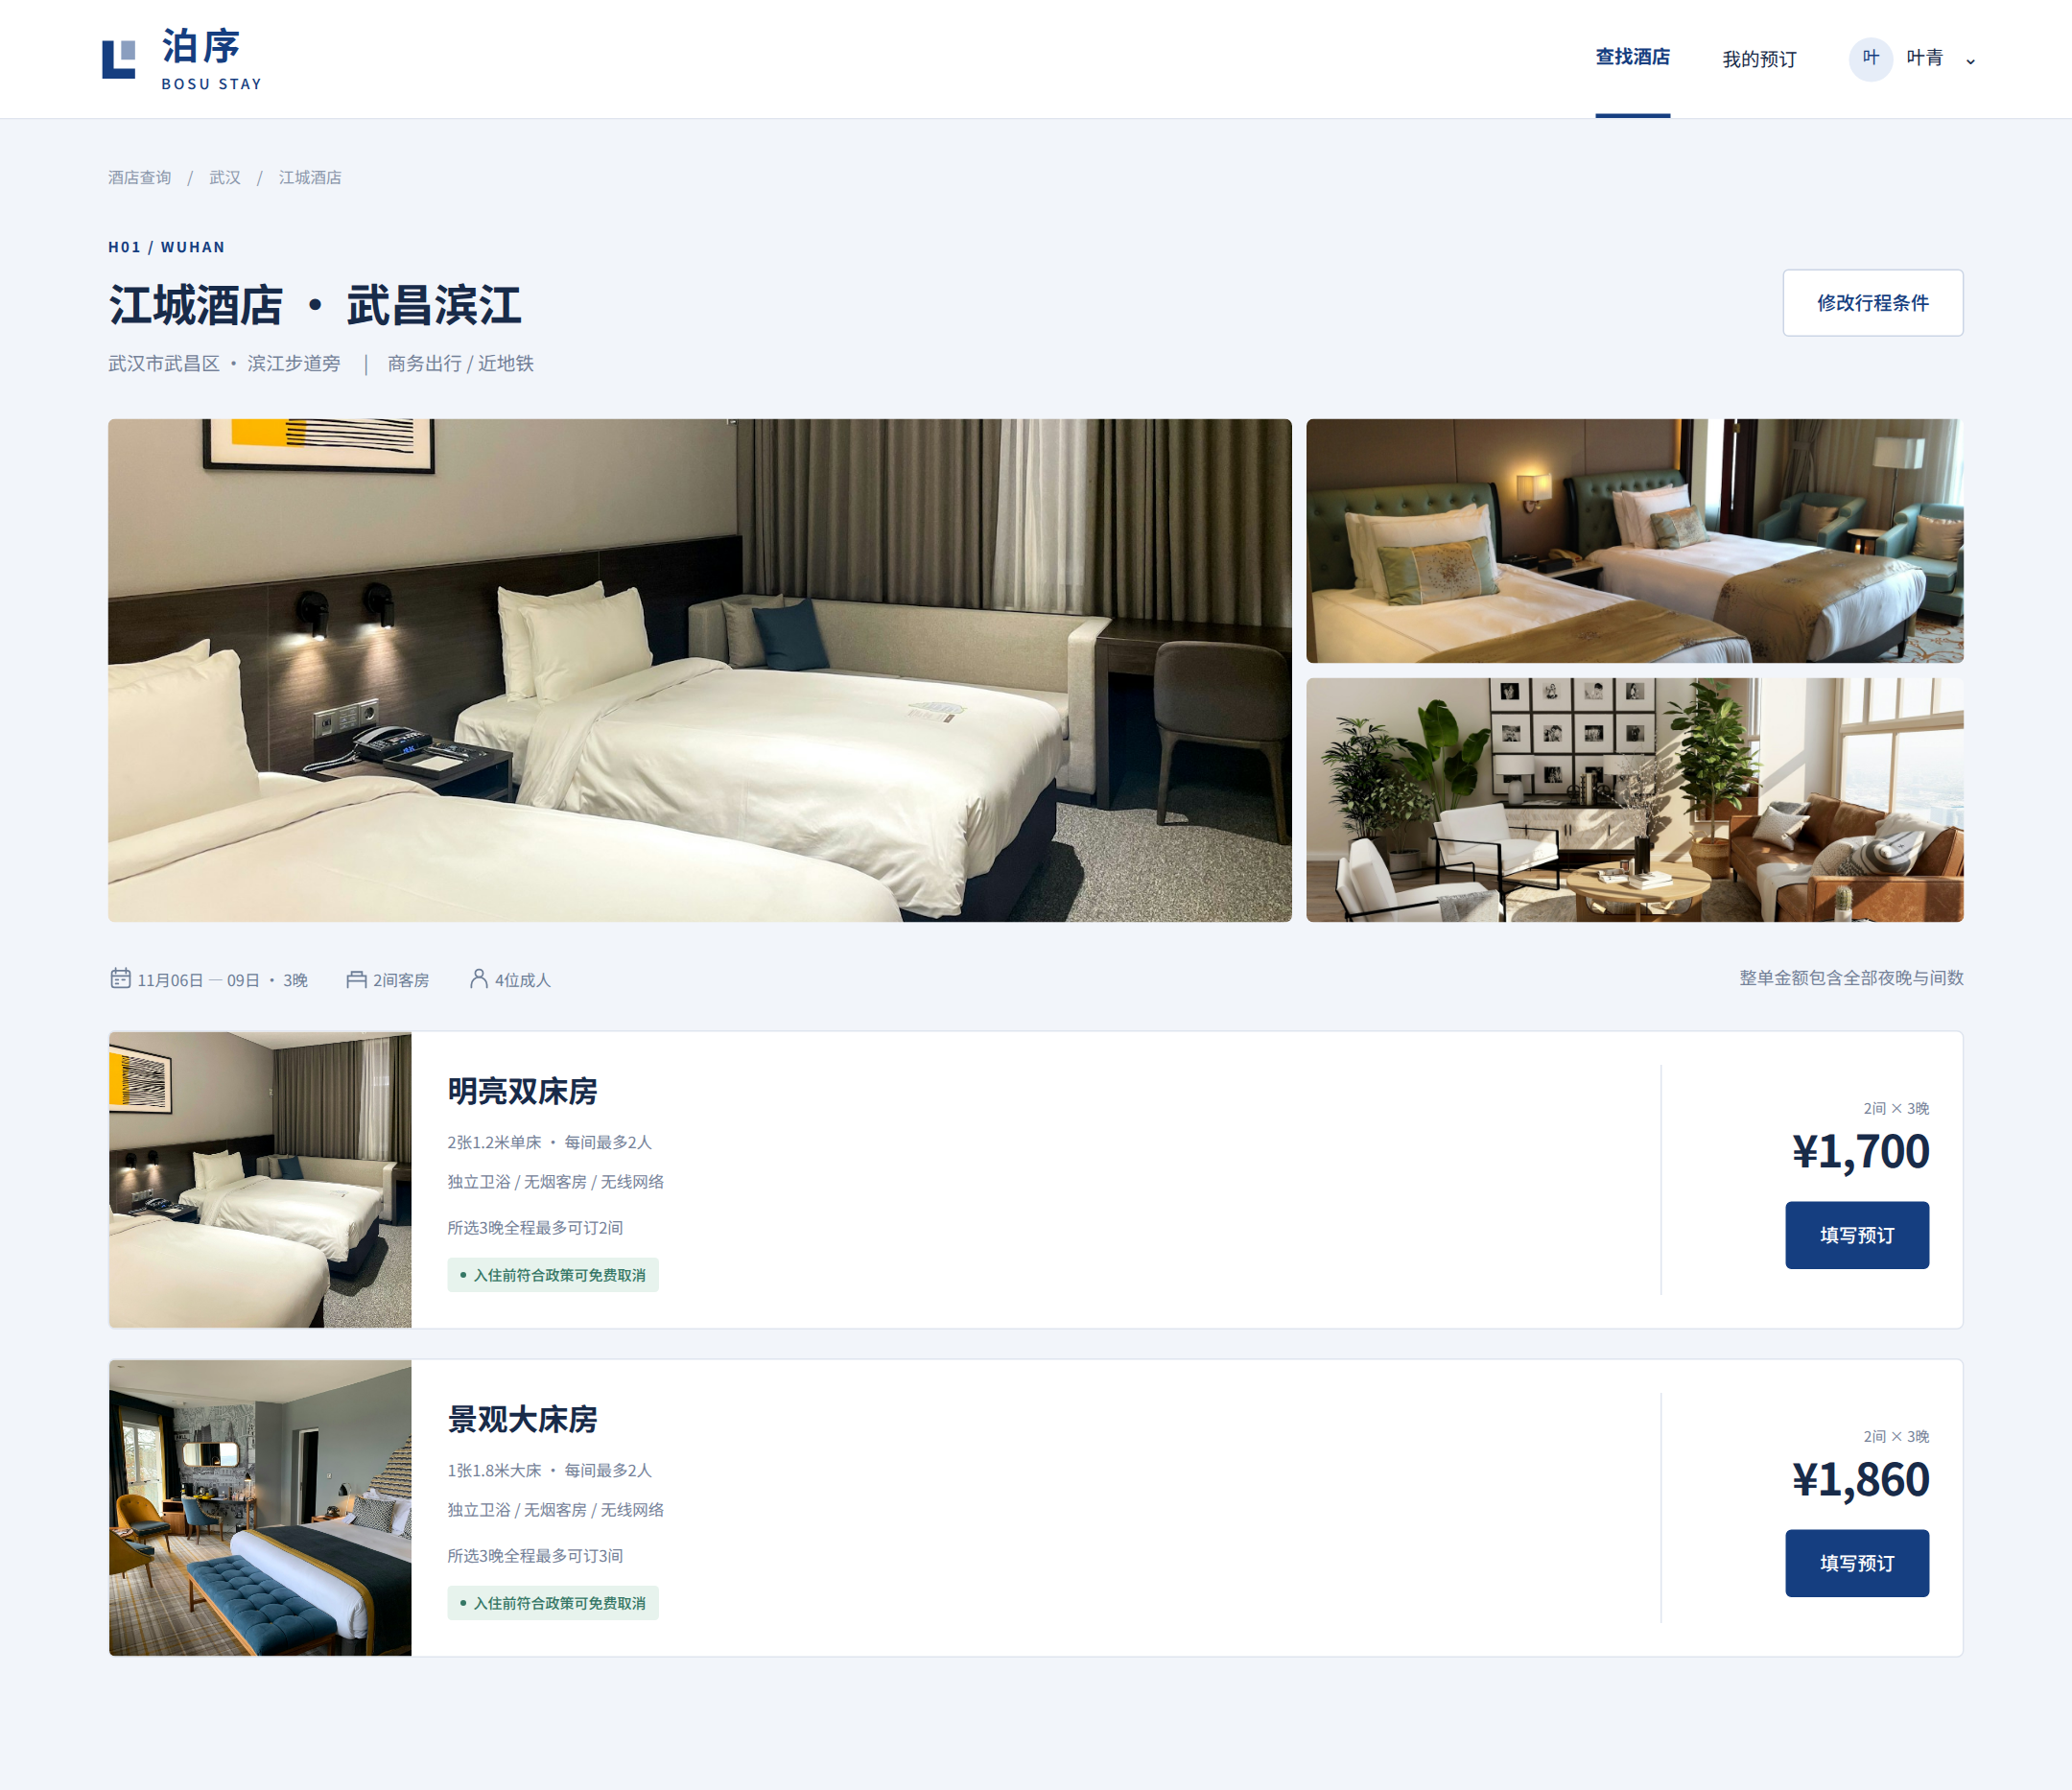 泊序
BOSU STAY
查找酒店
我的预订
叶
叶青
酒店查询 / 武汉 / 江城酒店
H01 / WUHAN
江城酒店 · 武昌滨江
修改行程条件
武汉市武昌区 · 滨江步道旁 | 商务出行 / 近地铁
11月06日 — 09日 · 3晚
2间客房
4位成人
整单金额包含全部夜晚与间数
明亮双床房
2张1.2米单床 · 每间最多2人
独立卫浴 / 无烟客房 / 无线网络
所选3晚全程最多可订2间
入住前符合政策可免费取消
2间 × 3晚
¥1,700
填写预订
景观大床房
1张1.8米大床 · 每间最多2人
独立卫浴 / 无烟客房 / 无线网络
所选3晚全程最多可订3间
入住前符合政策可免费取消
2间 × 3晚
¥1,860
填写预订